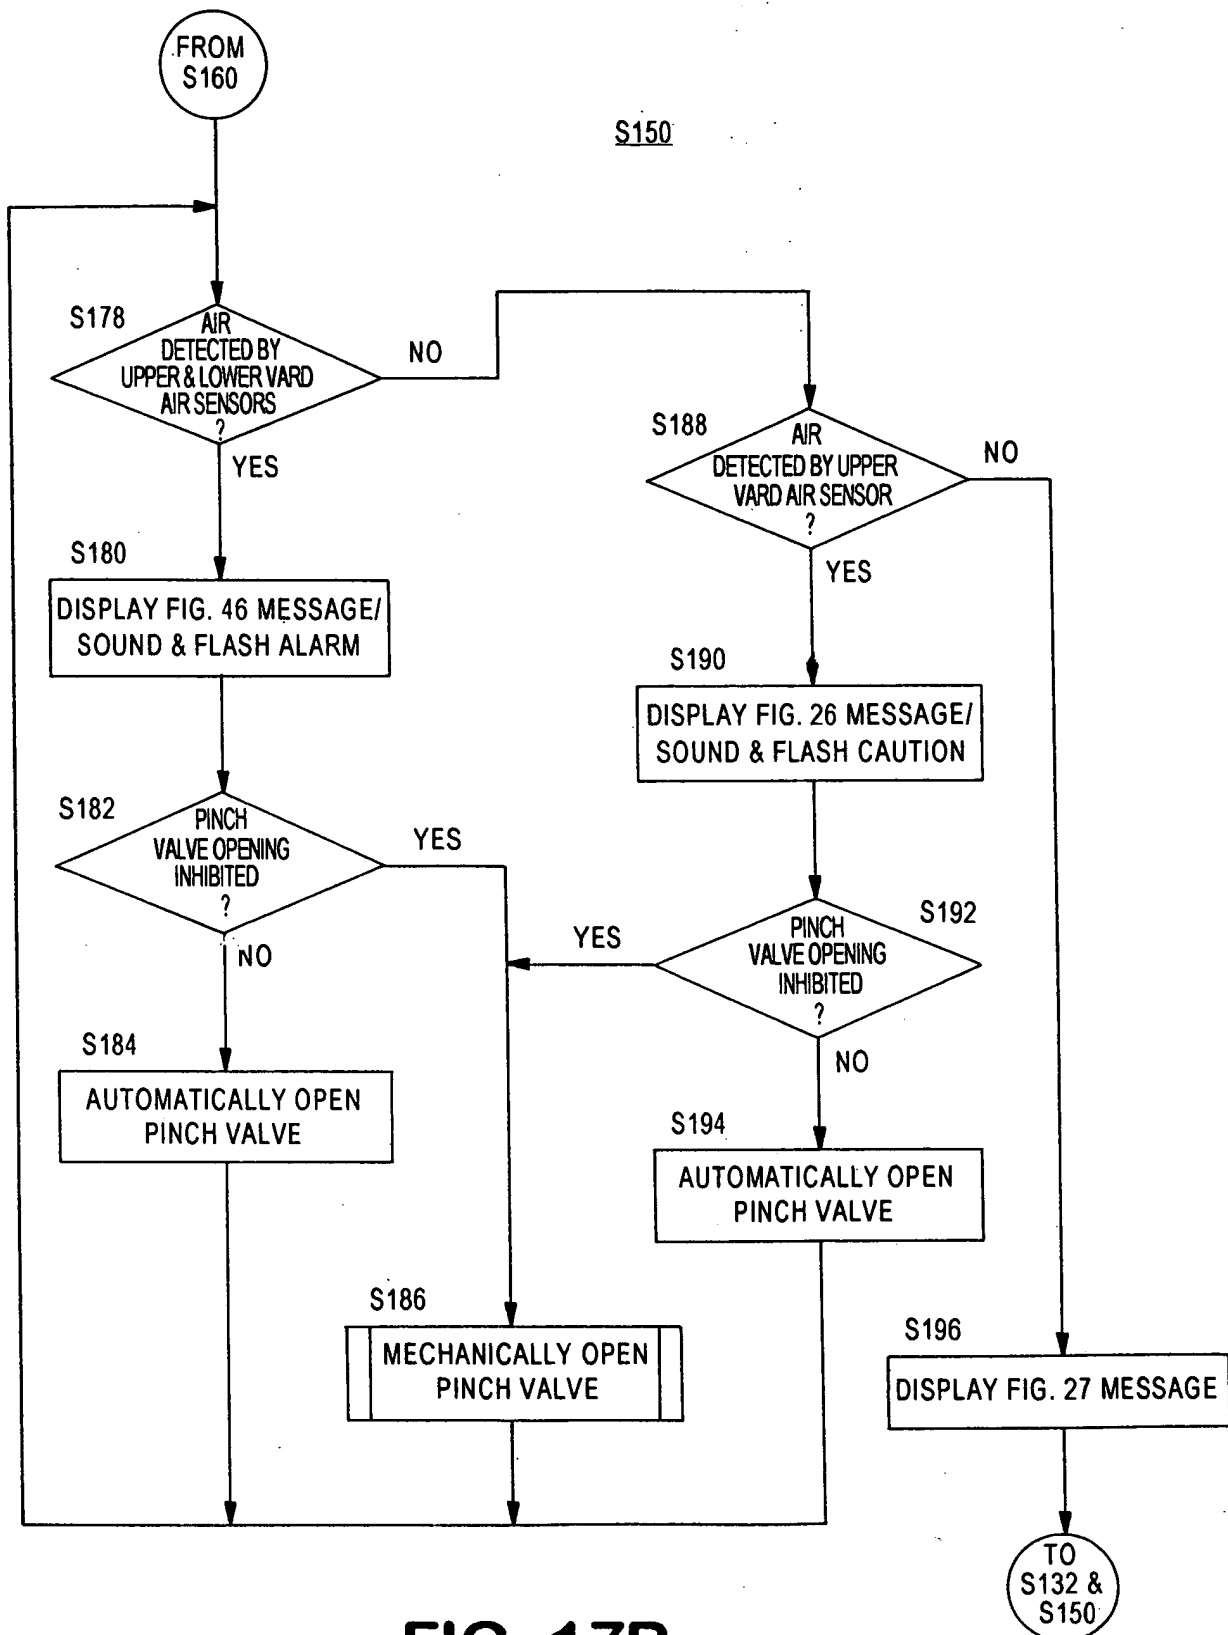 FROM
S160
S150
S178
AIR
DETECTED BY
UPPER & LOWER VARD
AIR SENSORS
?
NO
YES
S188
AIR
DETECTED BY UPPER
VARD AIR SENSOR
?
NO
YES
S180
DISPLAY FIG. 46 MESSAGE/
SOUND & FLASH ALARM
S190
DISPLAY FIG. 26 MESSAGE/
SOUND & FLASH CAUTION
S182
PINCH
VALVE OPENING
INHIBITED
?
YES
NO
S192
PINCH
VALVE OPENING
INHIBITED
?
YES
NO
S184
AUTOMATICALLY OPEN
PINCH VALVE
S194
AUTOMATICALLY OPEN
PINCH VALVE
S186
MECHANICALLY OPEN
PINCH VALVE
S196
DISPLAY FIG. 27 MESSAGE
TO
S132 &
S150
FIG. 17B